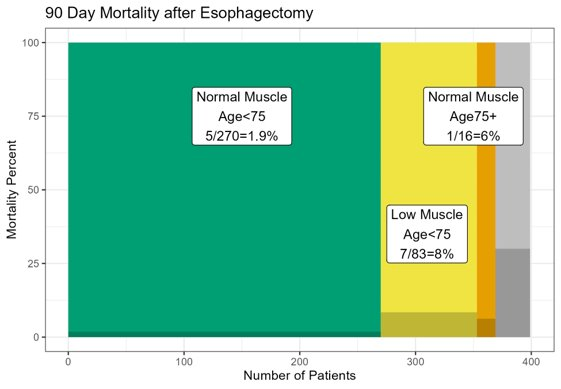 90 Day Mortality after Esophagectomy
100
75
50
25
0
Mortality Percent
Normal Muscle
Age<75
5/270=1.9%
Normal Muscle
Age75+
1/16=6%
Low Muscle
Age<75
7/83=8%
0
100
200
300
400
Number of Patients